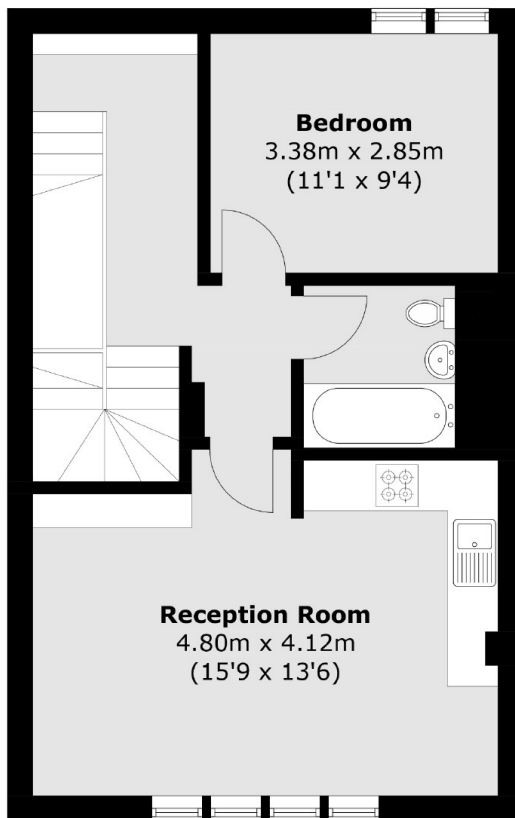 Bedroom
3.38m x 2.85m
(11'1 x 9'4)
Reception Room
4.80m x 4.12m
(15'9 x 13'6)